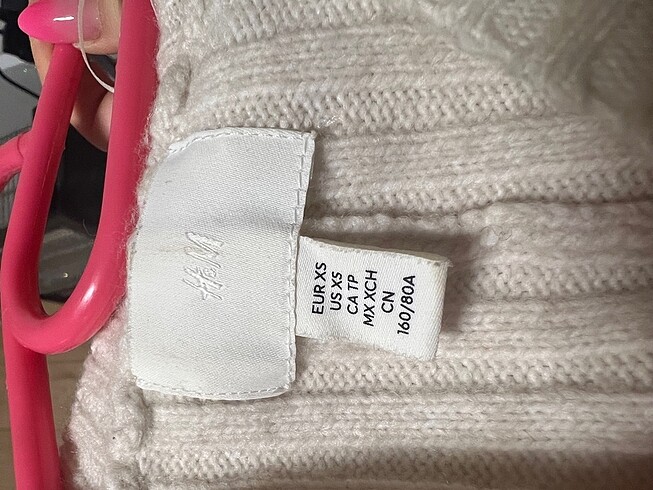 H&M
EUR XS
US XS
CA TP
MX XCH
CN
160/80A